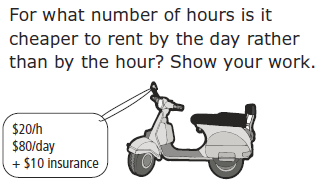 For what number of hours is it
cheaper to rent by the day rather
than by the hour? Show your work.
$20/h
$80/day
+ $10 insurance